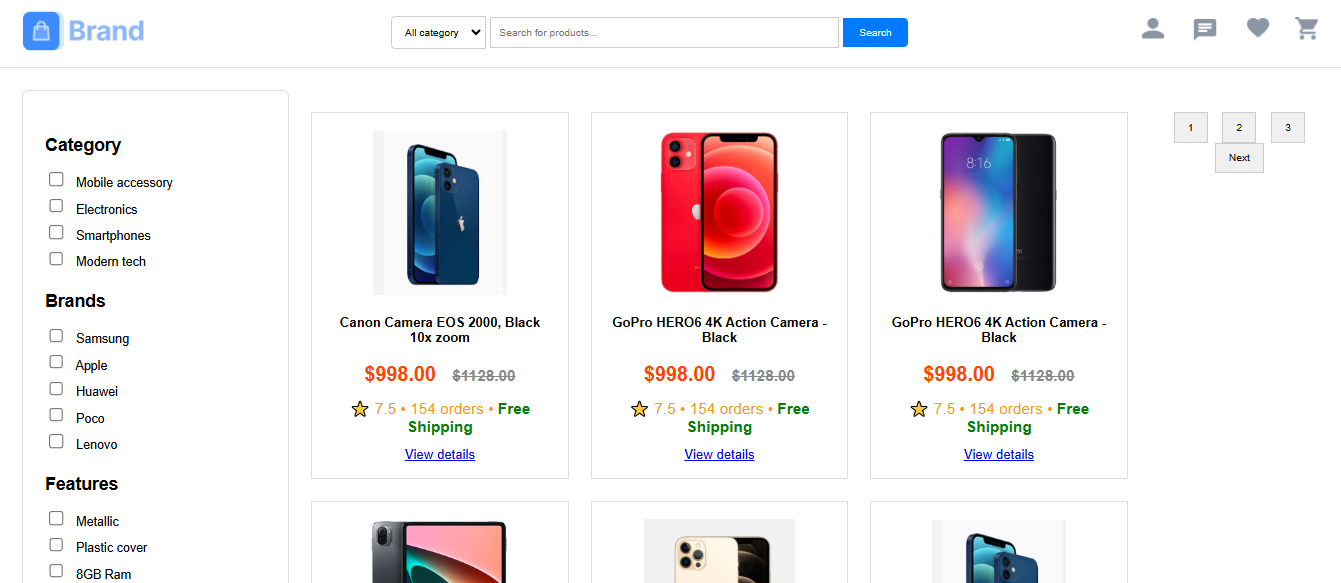 Brand
All category
Search for products...
Search
Category
Mobile accessory
Electronics
Smartphones
Modern tech
Brands
Samsung
Apple
Huawei
Poco
Lenovo
Features
Metallic
Plastic cover
8GB Ram
Canon Camera EOS 2000, Black
10x zoom
$998.00 $1128.00
7.5 • 154 orders • Free
Shipping
View details
8:16
GoPro HERO6 4K Action Camera -
Black
$998.00 $1128.00
7.5 • 154 orders • Free
Shipping
View details
GoPro HERO6 4K Action Camera -
Black
$998.00 $1128.00
7.5 • 154 orders • Free
Shipping
View details
1 2 3
Next